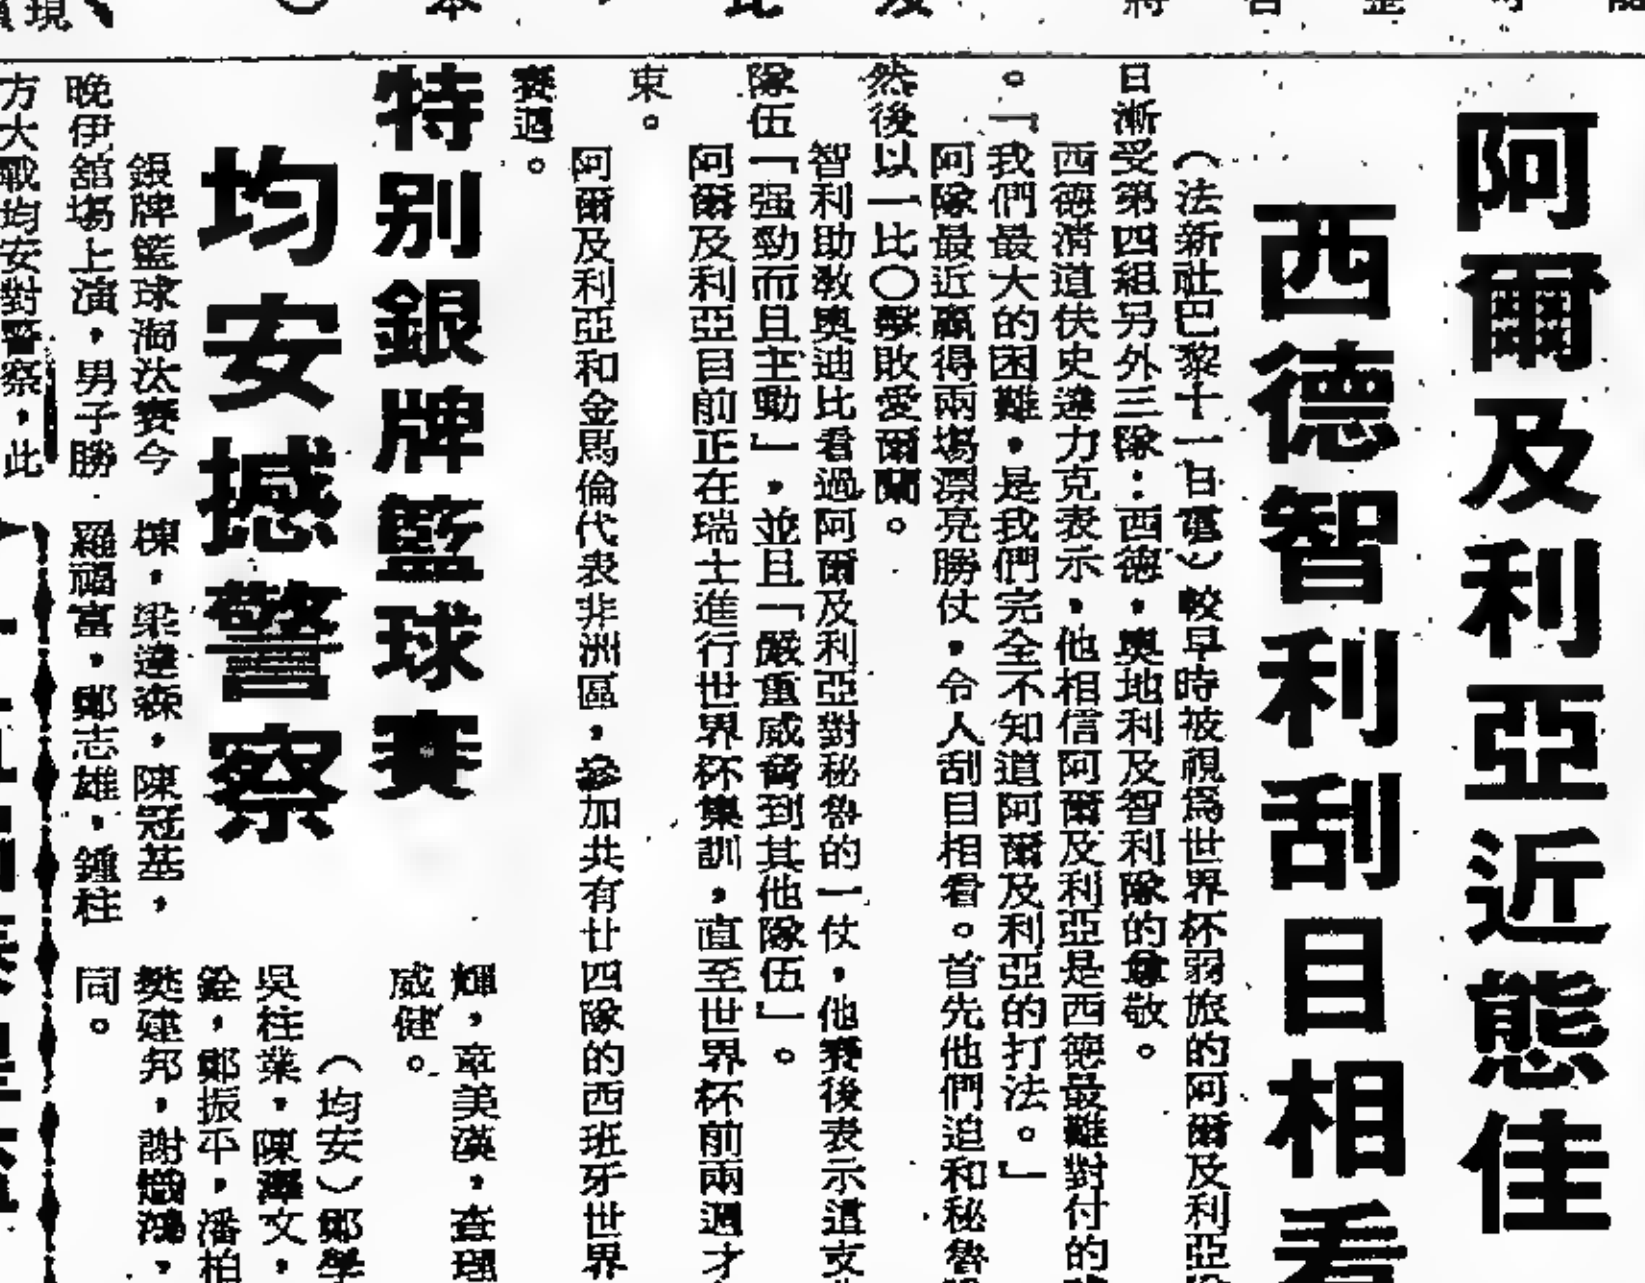 阿爾及利亞近態佳
西德智利刮目相看
（法新社巴黎十一日電）較早時被視爲世界杯弱旅的阿爾及利亞
日漸受第四組另外三隊：西德，奧地利及智利隊的尊敬。
西德消道快史達力克表示，他相信阿爾及利亞是西德最難對付的
。「我們最大的困難，是我們完全不知道阿爾及利亞的打法。」
阿隊最近贏得兩場漂亮勝仗，令人刮目相看。首先他們迫和秘魯
然後以一比〇擊敗愛爾蘭。
智利助教奧迪比看過阿爾及利亞對秘魯的一仗，他賽後表示這支
隊伍「强勁而且主動」，並且「嚴重威脅到其他隊伍」。
阿爾及利亞目前正在瑞士進行世界杯集訓，直至世界杯前兩週才
東。
阿爾及利亞和金馬倫代表非洲區，參加共有廿四隊的西班牙世界
賽週。
特别銀牌籃球賽
均安撼警察
銀牌籃球淘汰賽今
晚伊舘場上演，男子勝
方大戰均安對警察，此
棟，梁達森，陳冠基，
羅福富，鄭志雄，鍾柱
輝，章美漢，查理
威健。
（均安）鄭學
吳柱業，陳澤文，
銓，鄭振平，潘柏
樊建邦，謝
同。